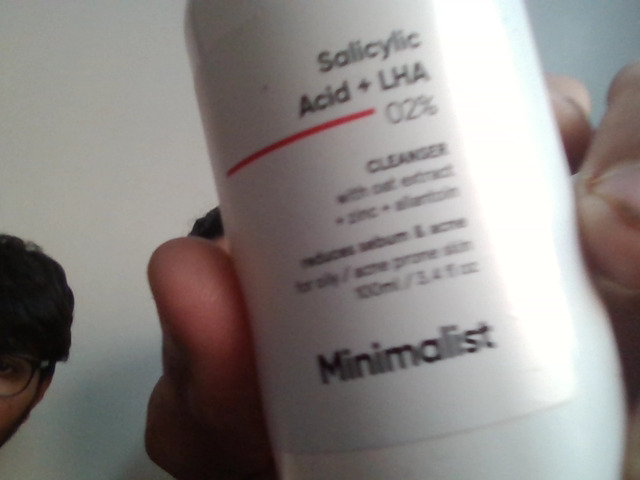 Salicylic
Acid + LHA
02%
CLEANSER
with oat extract
+ zinc + allantoin
reduces sebum & acne
for oily / acne prone skin
100ml // 3.4 fl oz
Minimalist